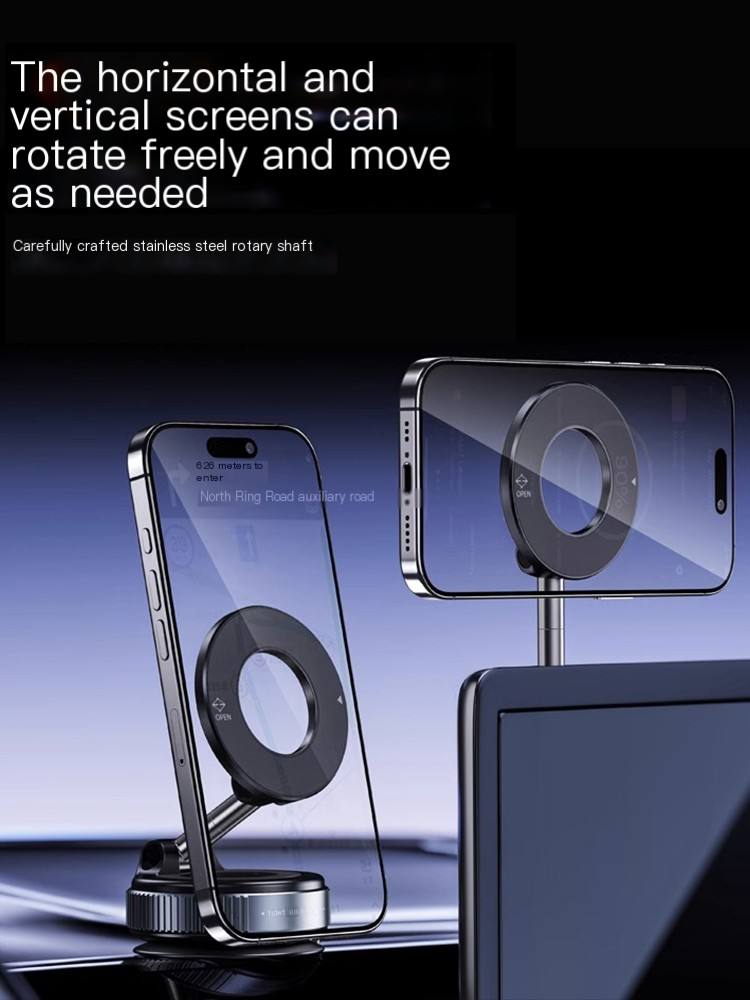 The horizontal and
vertical screens can
rotate freely and move
as needed
Carefully crafted stainless steel rotary shaft
626 meters to
enter
North Ring Road auxiliary road
OPEN
90%
OPEN